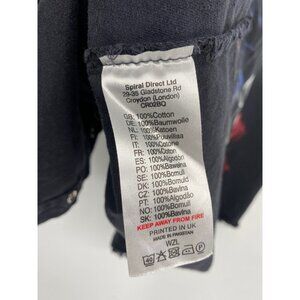 Spiral Direct Ltd
29-35 Gladstone Rd
Croydon (London)
CR02BQ
GB: 100%Cotton
DE: 100%Baumwolle
NL: 100%Katoen
FI: 100%Puuvillaa
IT: 100%Cotone
FR: 100%Coton
ES: 100%Algodón
PO: 100%Bawełna
SE: 100%Bomull
DK: 100%Bomuld
CZ: 100%Bavlna
PT: 100%Algodão
NO: 100%Bomull
SK: 100%Bavlna
KEEP AWAY FROM FIRE
PRINTED IN UK
MADE IN PAKISTAN
WZL